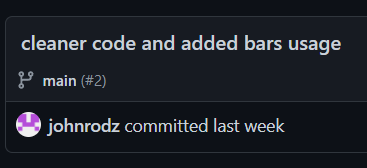 cleaner code and added bars usage
main (#2)
johnrodz committed last week